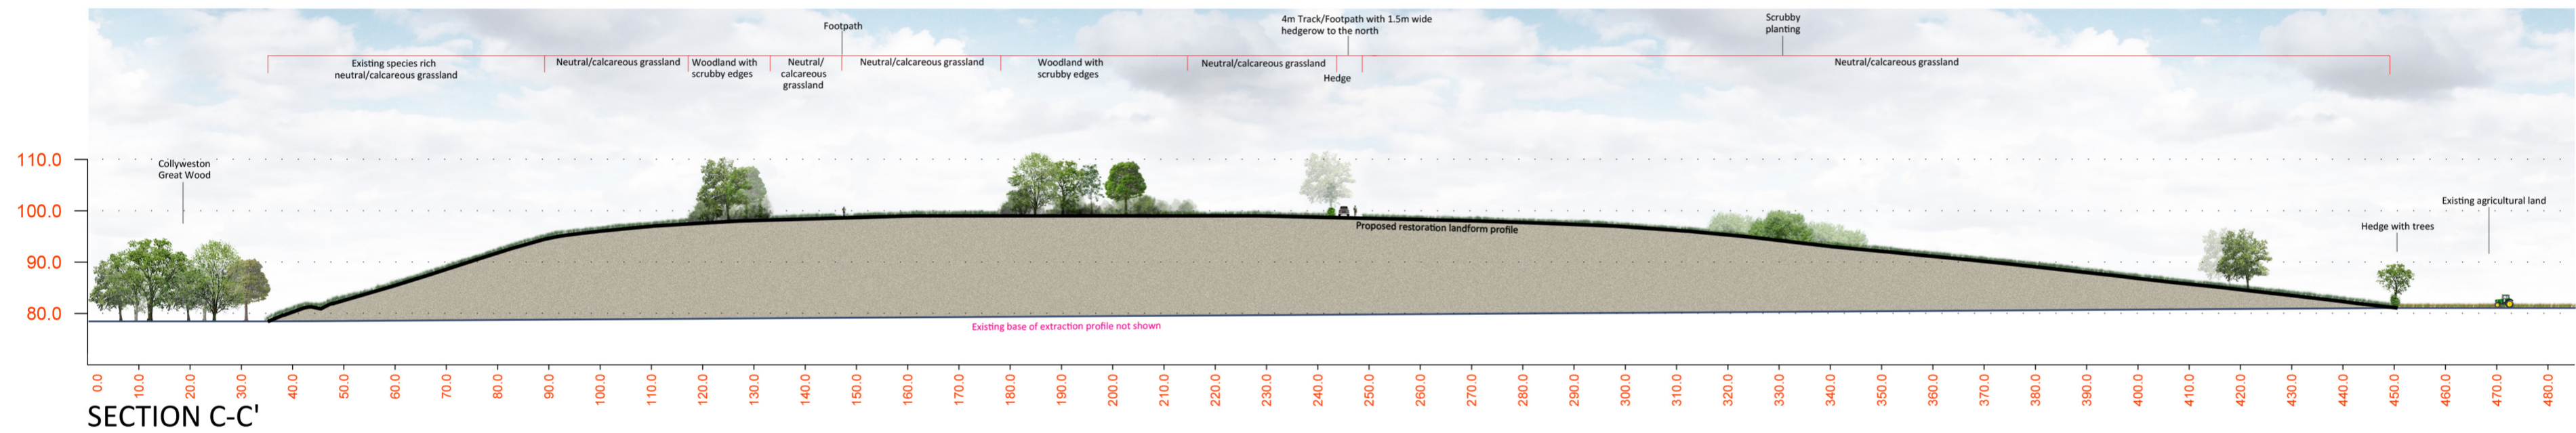 Footpath
4m Track/Footpath with 1.5m wide
hedgerow to the north
Scrubby
planting
Existing species rich
neutral/calcareous grassland
Neutral/calcareous grassland
Woodland with
scrubby edges
Neutral/
calcareous
grassland
Neutral/calcareous grassland
Woodland with
scrubby edges
Neutral/calcareous grassland
Hedge
Neutral/calcareous grassland
110.0
100.0
90.0
80.0
Collyweston
Great Wood
Proposed restoration landform profile
Hedge with trees
Existing agricultural land
Existing base of extraction profile not shown
0.0
10.0
20.0
30.0
40.0
50.0
60.0
70.0
80.0
90.0
100.0
110.0
120.0
130.0
140.0
150.0
160.0
170.0
180.0
190.0
200.0
210.0
220.0
230.0
240.0
250.0
260.0
270.0
280.0
290.0
300.0
310.0
320.0
330.0
340.0
350.0
360.0
370.0
380.0
390.0
400.0
410.0
420.0
430.0
440.0
450.0
460.0
470.0
480.0
SECTION C-C'